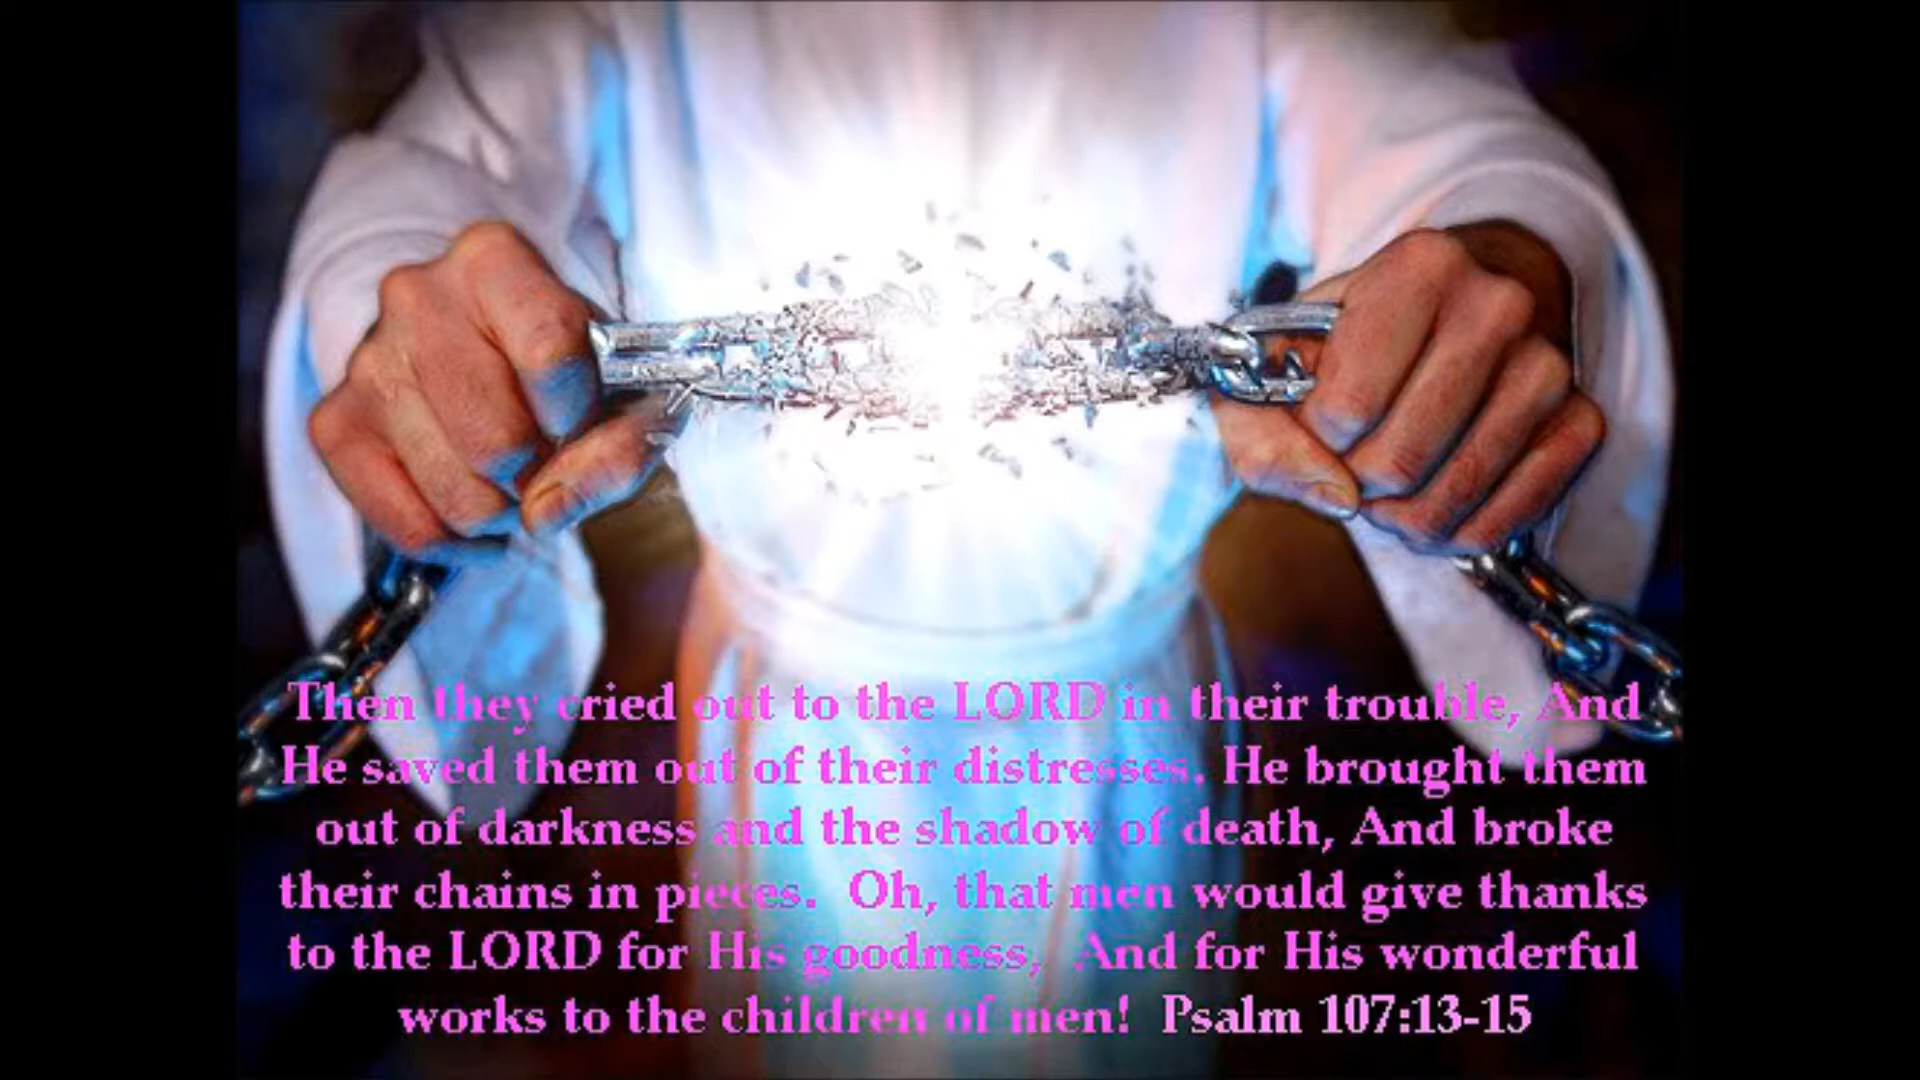 Then they cried out to the LORD in their trouble, And
He saved them out of their distresses. He brought them
out of darkness and the shadow of death, And broke
their chains in pieces.  Oh, that men would give thanks
to the LORD for His goodness,  And for His wonderful
works to the children of men!  Psalm 107:13-15